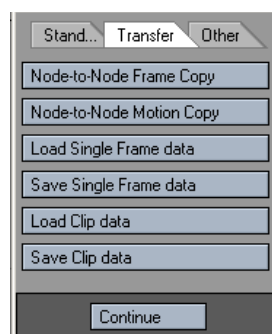 Stand... Transfer Other
Node-to-Node Frame Copy
Node-to-Node Motion Copy
Load Single Frame data
Save Single Frame data
Load Clip data
Save Clip data
Continue